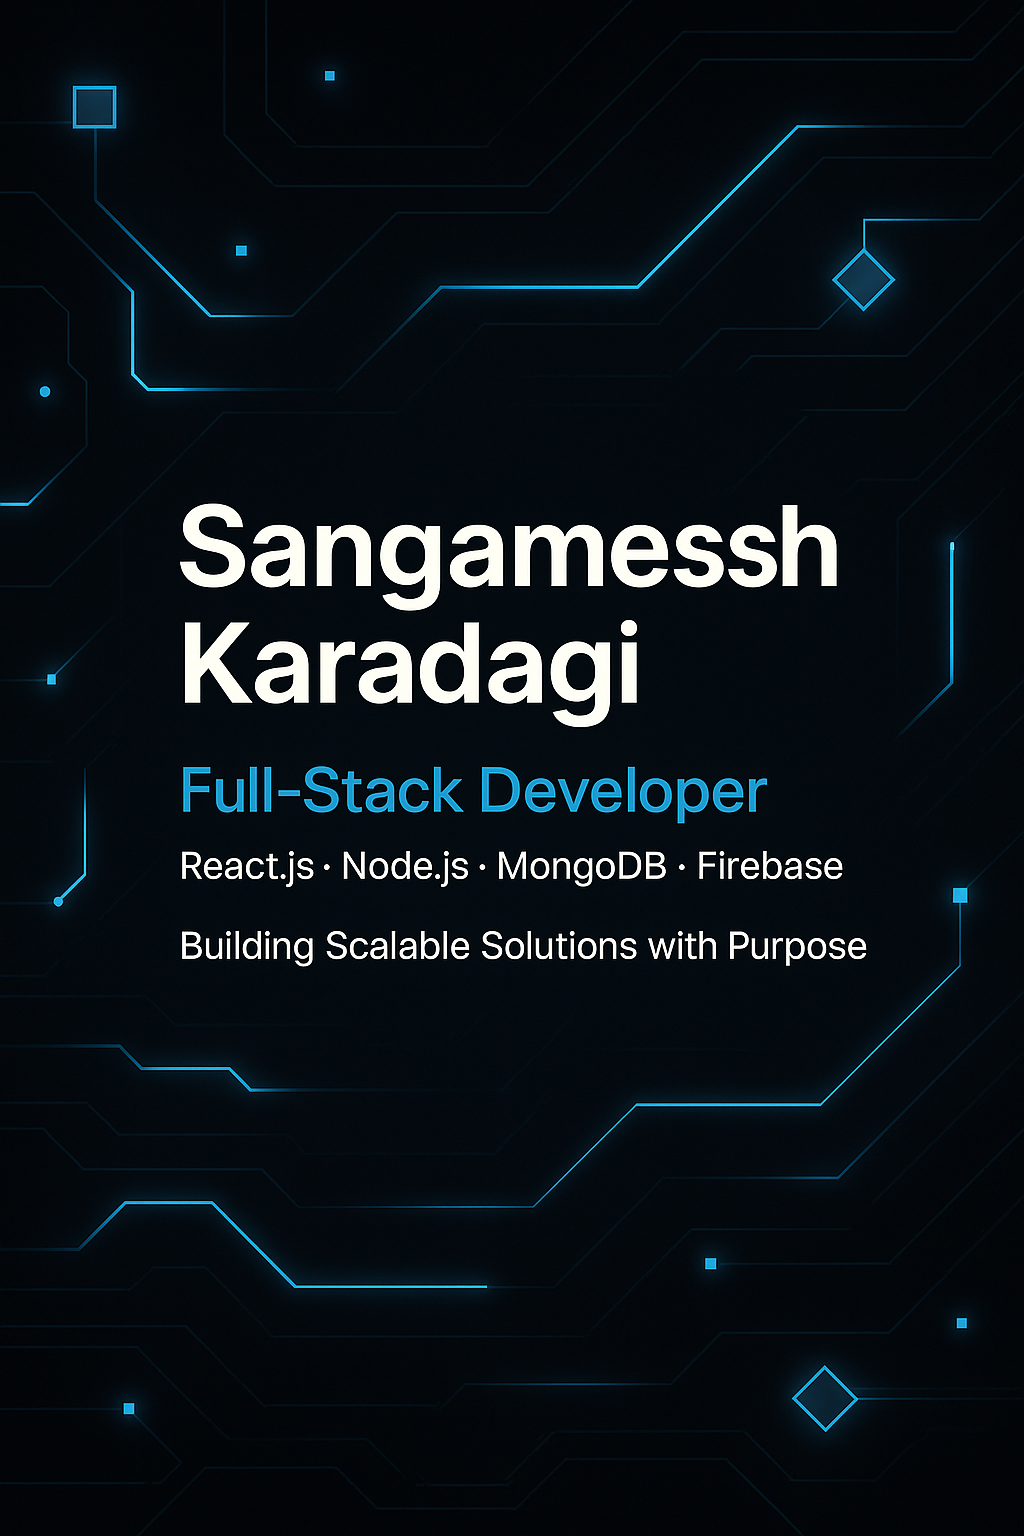 Sangamessh
Karadagi
Full-Stack Developer
React.js · Node.js · MongoDB · Firebase
Building Scalable Solutions with Purpose